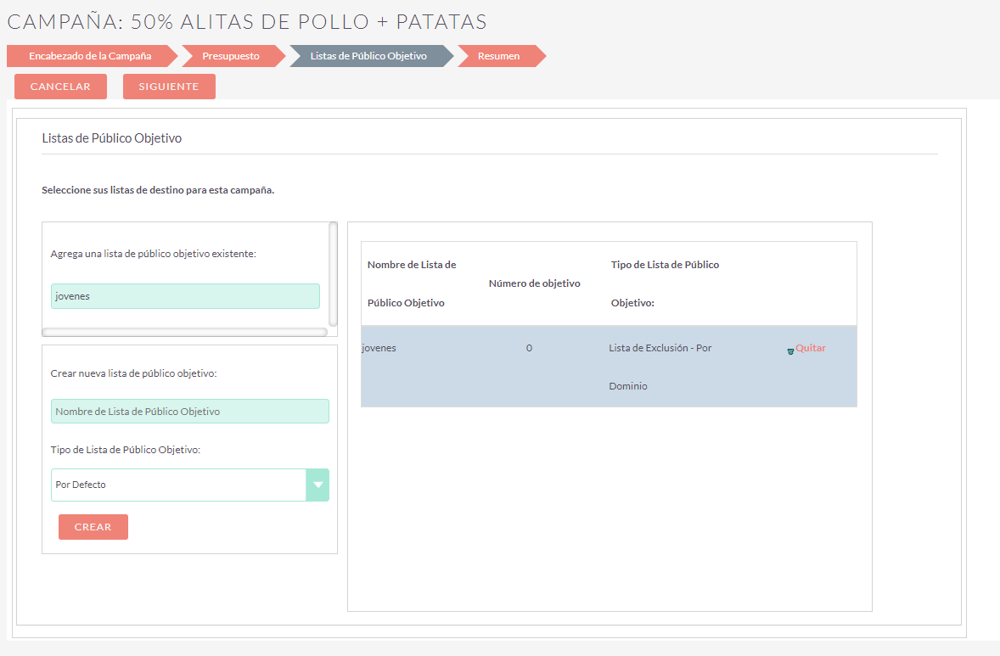 CAMPAÑA: 50% ALITAS DE POLLO + PATATAS
Encabezado de la Campaña
Presupuesto
Listas de Público Objetivo
Resumen
CANCELAR
SIGUIENTE
Listas de Público Objetivo
Seleccione sus listas de destino para esta campaña.
Agrega una lista de público objetivo existente:
jovenes
Crear nueva lista de público objetivo:
Nombre de Lista de Público Objetivo
Tipo de Lista de Público Objetivo:
Por Defecto
CREAR
Nombre de Lista de
Público Objetivo
Número de objetivo
Tipo de Lista de Público
Objetivo:
jovenes
0
Lista de Exclusión - Por
Dominio
Quitar